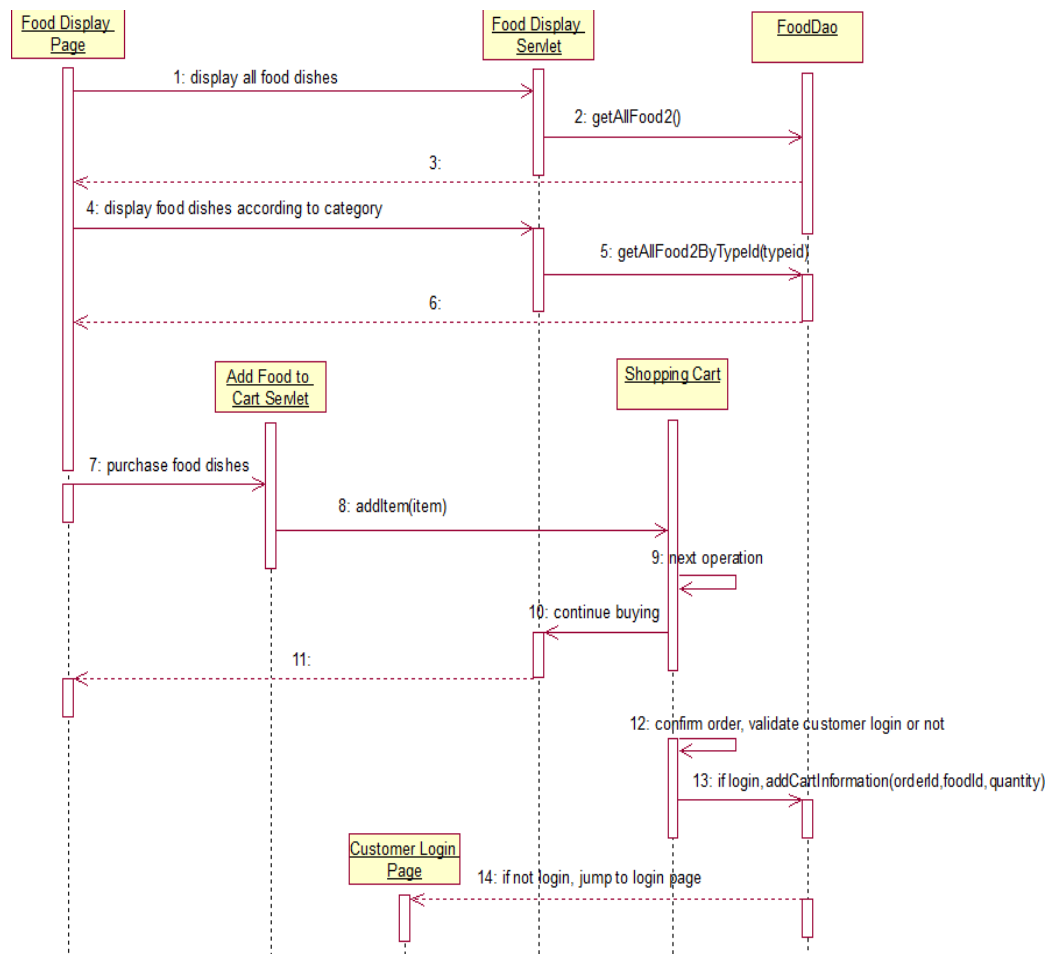 Food Display
Page
Food Display
Servlet
FoodDao
1: display all food dishes
2: getAllFood2()
3:
4: display food dishes according to category
5: getAllFood2ByTypeId(typeid)
6:
Add Food to
Cart Servlet
Shopping Cart
7: purchase food dishes
8: addItem(item)
9: next operation
10: continue buying
11:
12: confirm order, validate customer login or not
13: if login,addCartInformation(orderId,foodId,quantity)
Customer Login
Page
14: if not login, jump to login page